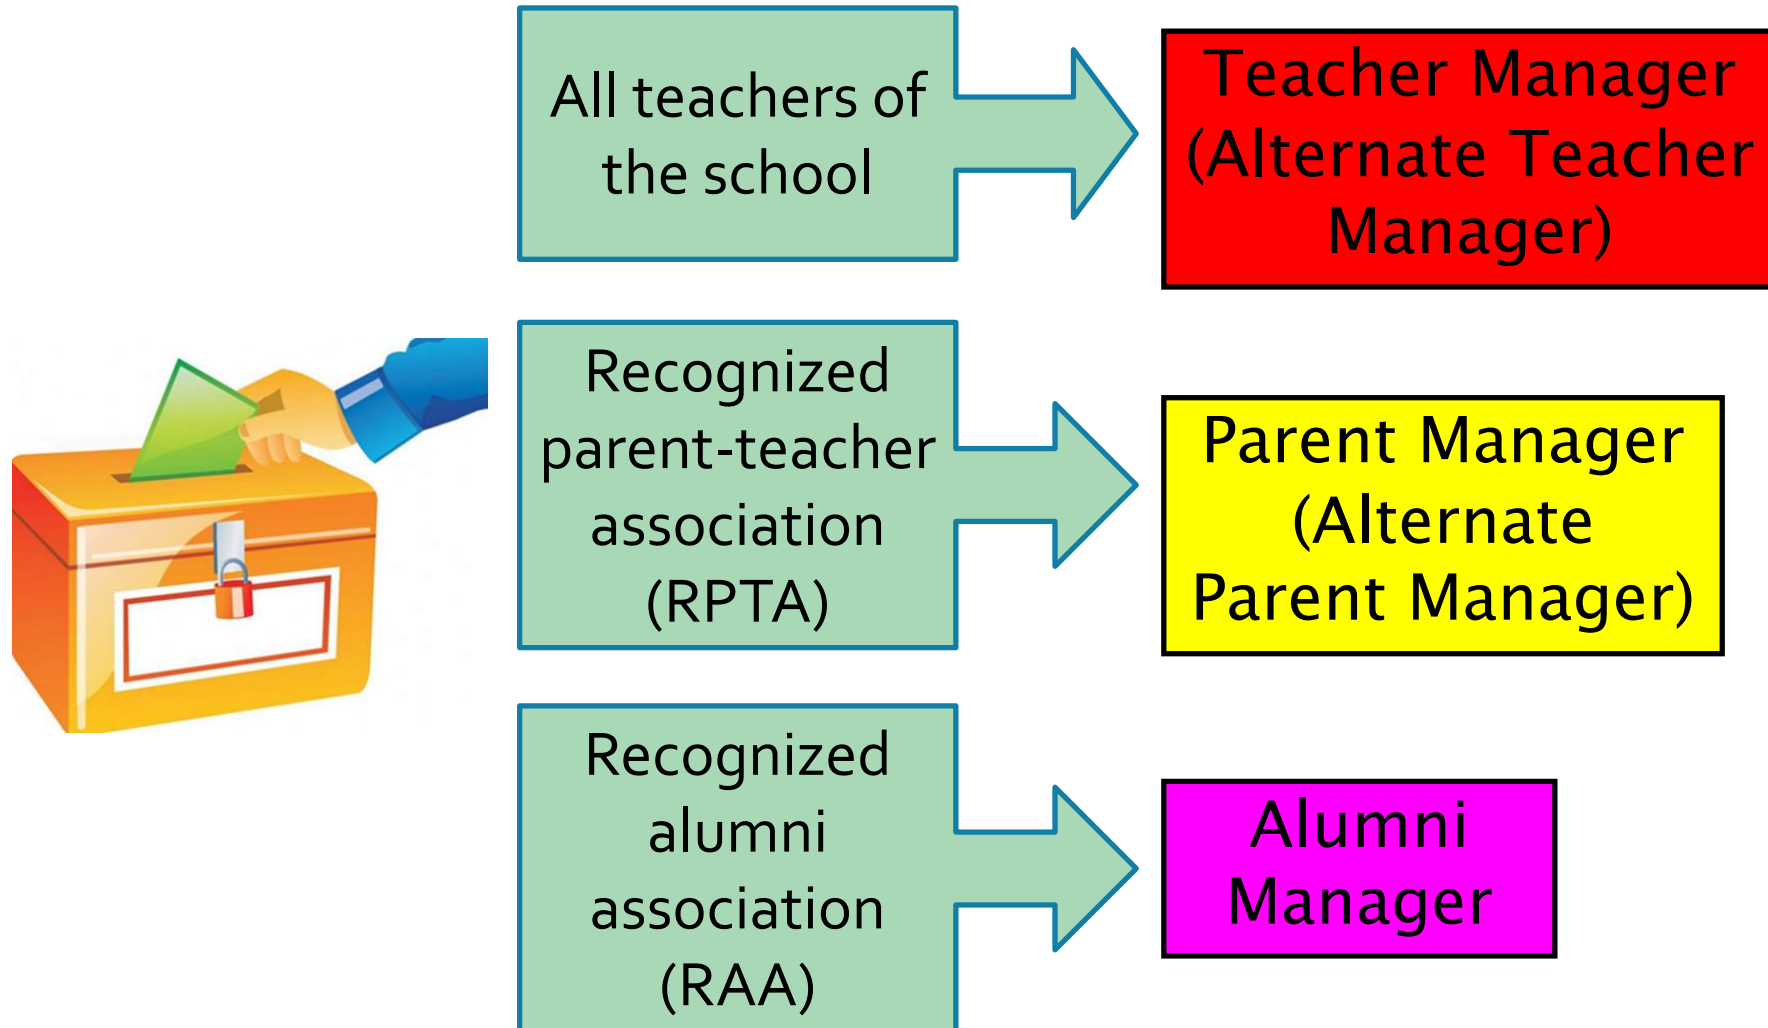 All teachers of
the school
Teacher Manager
(Alternate Teacher
Manager)
Recognized
parent-teacher
association
(RPTA)
Parent Manager
(Alternate
Parent Manager)
Recognized
alumni
association
(RAA)
Alumni
Manager